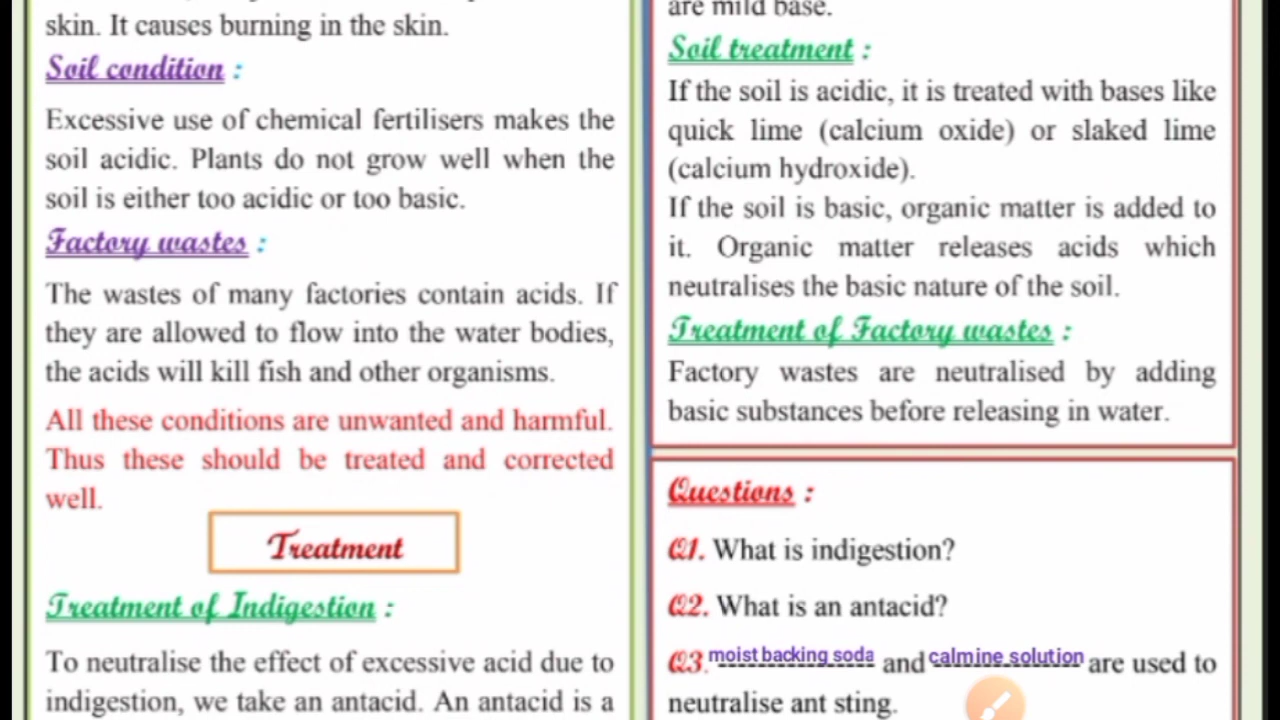 skin. It causes burning in the skin.
Soil condition :
Excessive use of chemical fertilisers makes the
soil acidic. Plants do not grow well when the
soil is either too acidic or too basic.
Factory wastes :
The wastes of many factories contain acids. If
they are allowed to flow into the water bodies,
the acids will kill fish and other organisms.
All these conditions are unwanted and harmful.
Thus these should be treated and corrected
well.
Treatment
Treatment of Indigestion :
To neutralise the effect of excessive acid due to
indigestion, we take an antacid. An antacid is a
are mild base.
Soil treatment :
If the soil is acidic, it is treated with bases like
quick lime (calcium oxide) or slaked lime
(calcium hydroxide).
If the soil is basic, organic matter is added to
it. Organic matter releases acids which
neutralises the basic nature of the soil.
Treatment of Factory wastes :
Factory wastes are neutralised by adding
basic substances before releasing in water.
Questions :
Q1. What is indigestion?
Q2. What is an antacid?
Q3. moist backing soda and calmine solution are used to
neutralise ant sting.